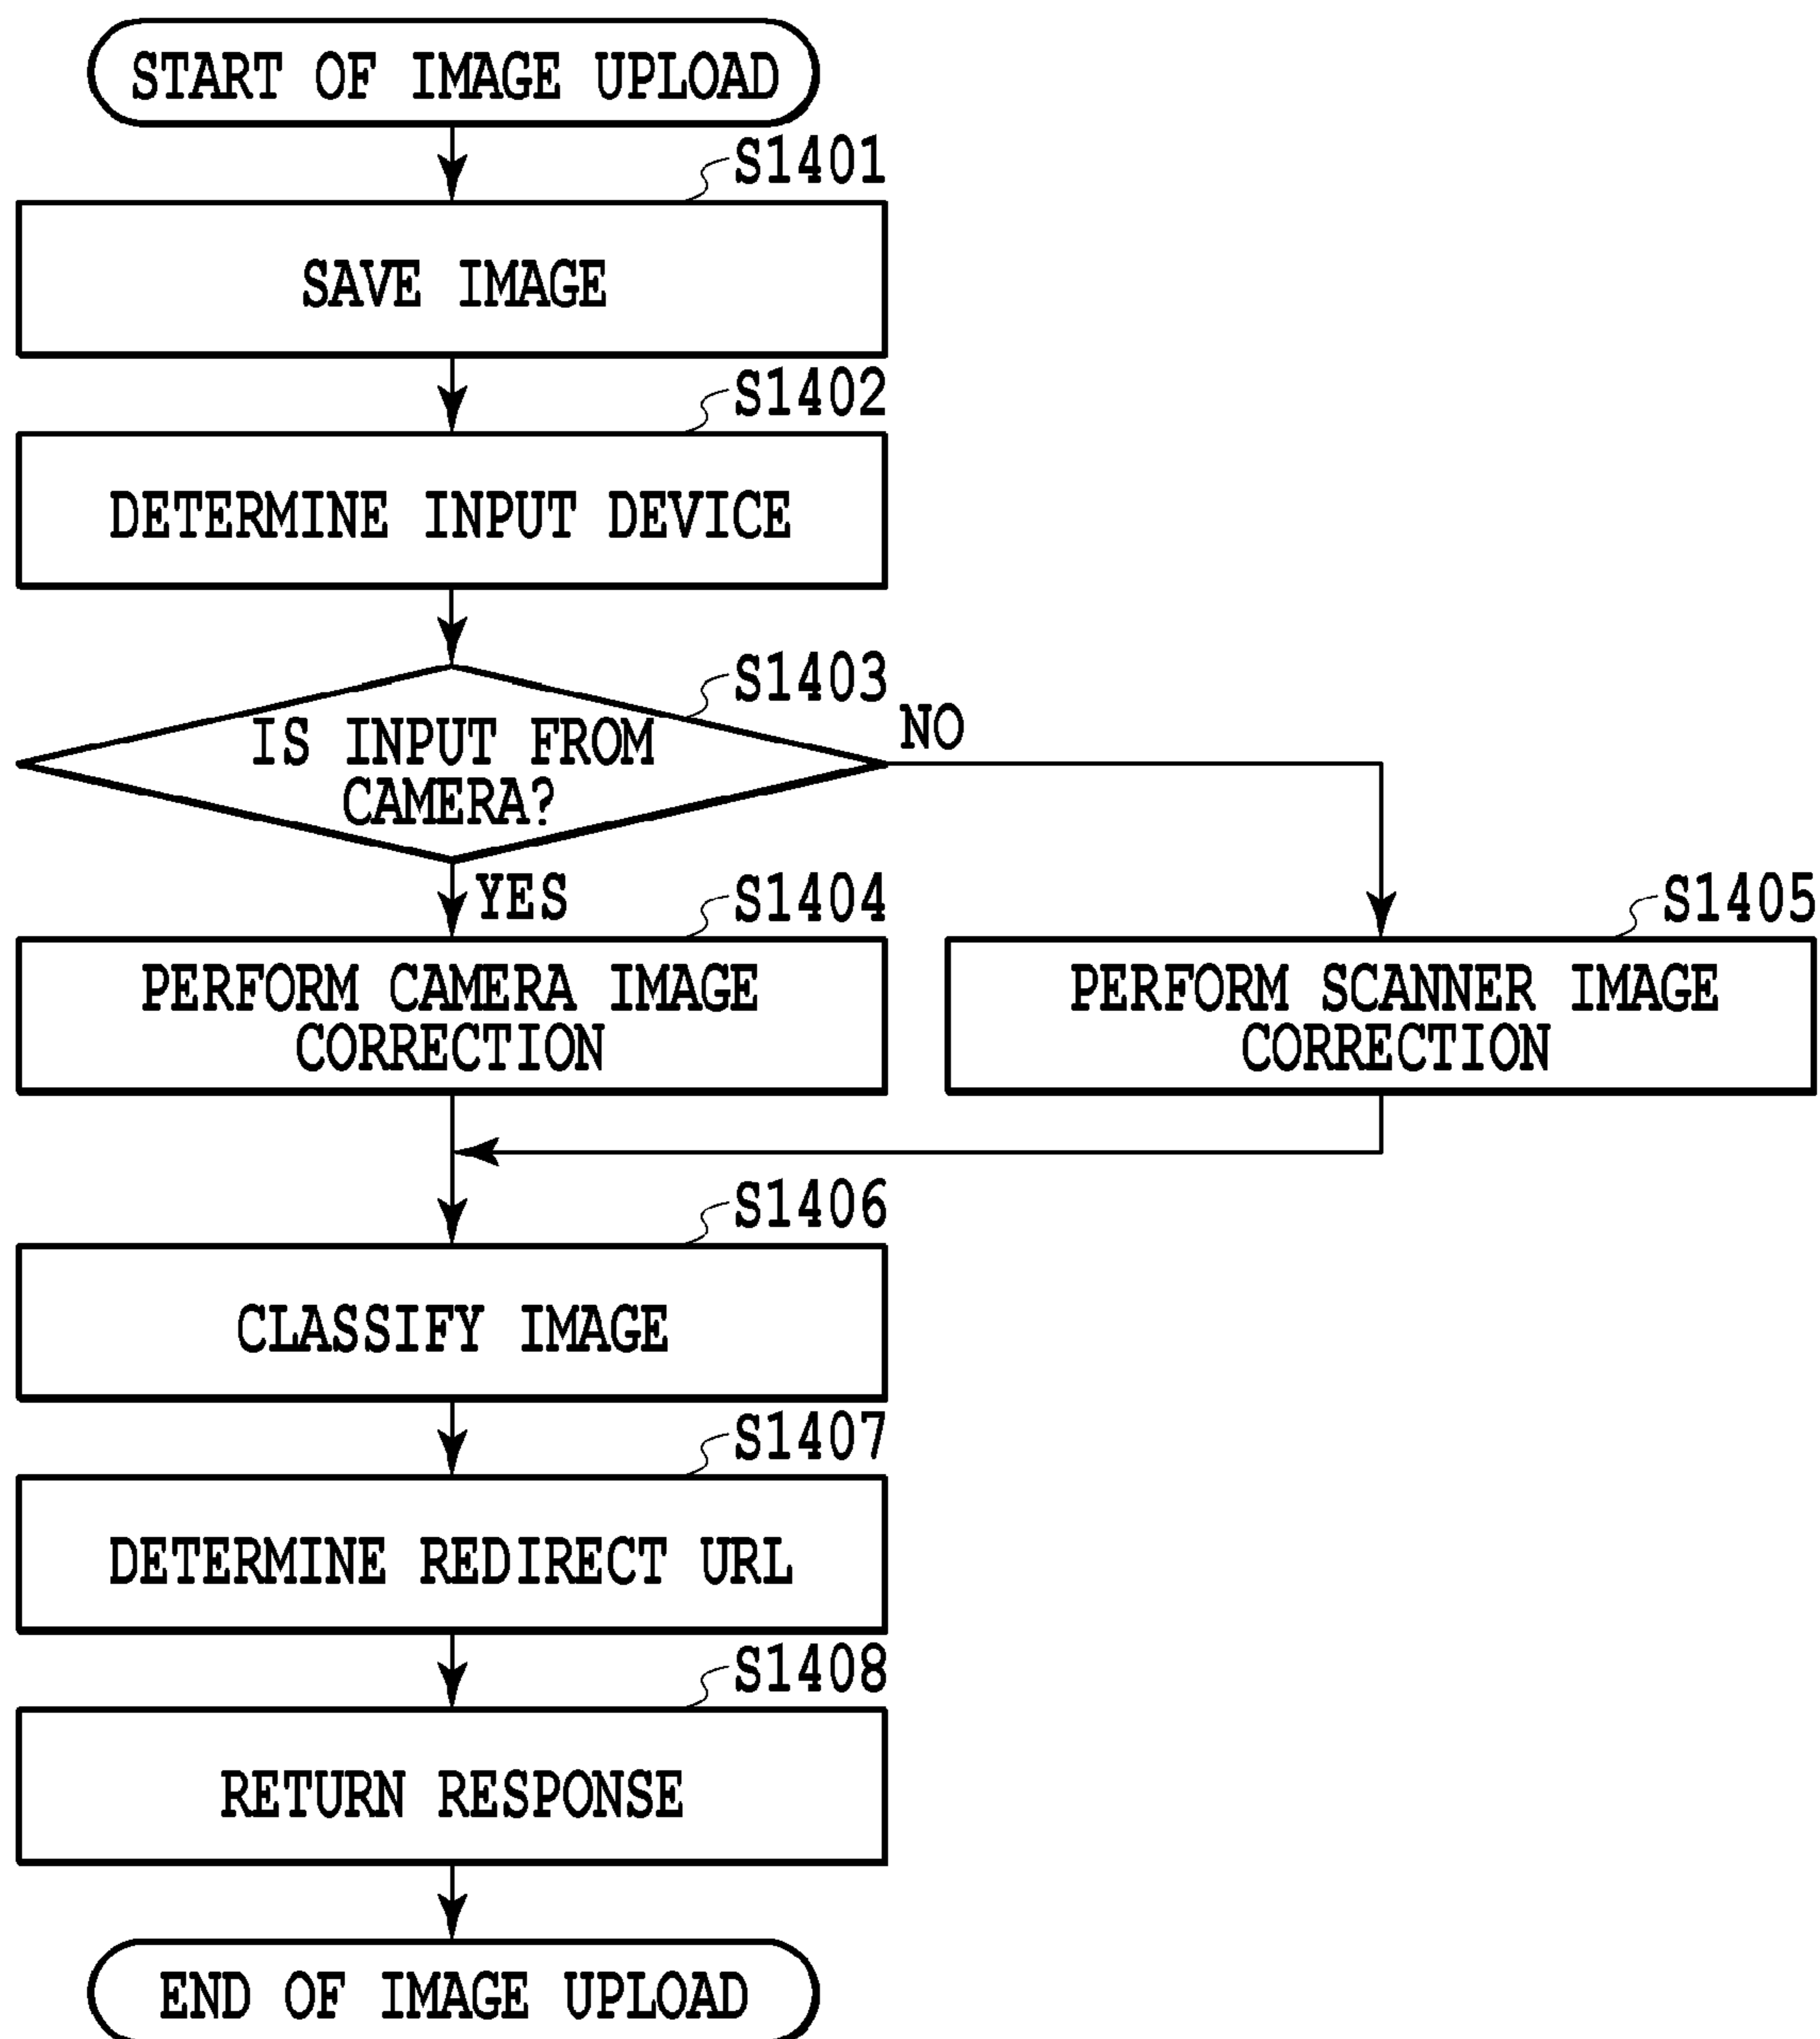 START OF IMAGE UPLOAD
S1401
SAVE IMAGE
S1402
DETERMINE INPUT DEVICE
S1403
IS INPUT FROM
CAMERA?
NO
YES
S1404
PERFORM CAMERA IMAGE
CORRECTION
S1405
PERFORM SCANNER IMAGE
CORRECTION
S1406
CLASSIFY IMAGE
S1407
DETERMINE REDIRECT URL
S1408
RETURN RESPONSE
END OF IMAGE UPLOAD